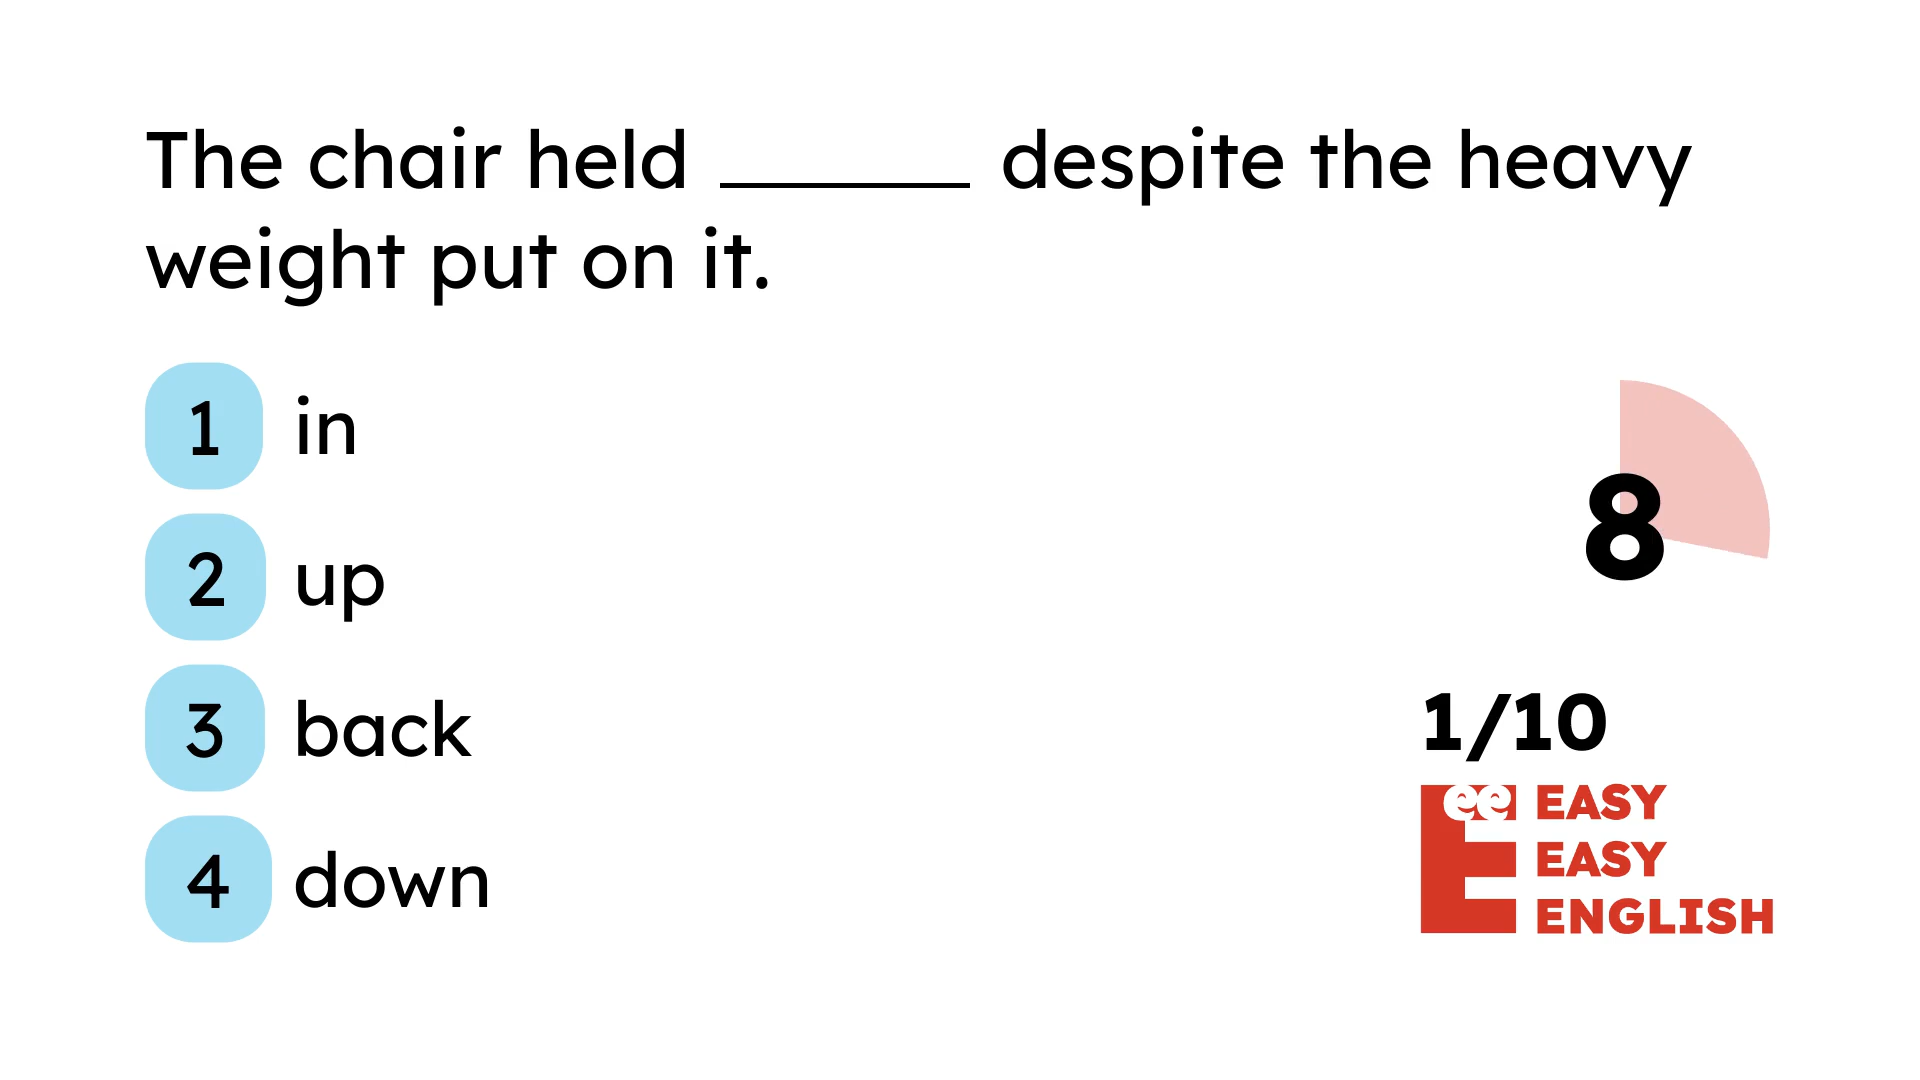 The chair held ______ despite the heavy
weight put on it.
1 in
2 up
3 back
4 down
8
1/10
ee EASY
EASY
E ENGLISH